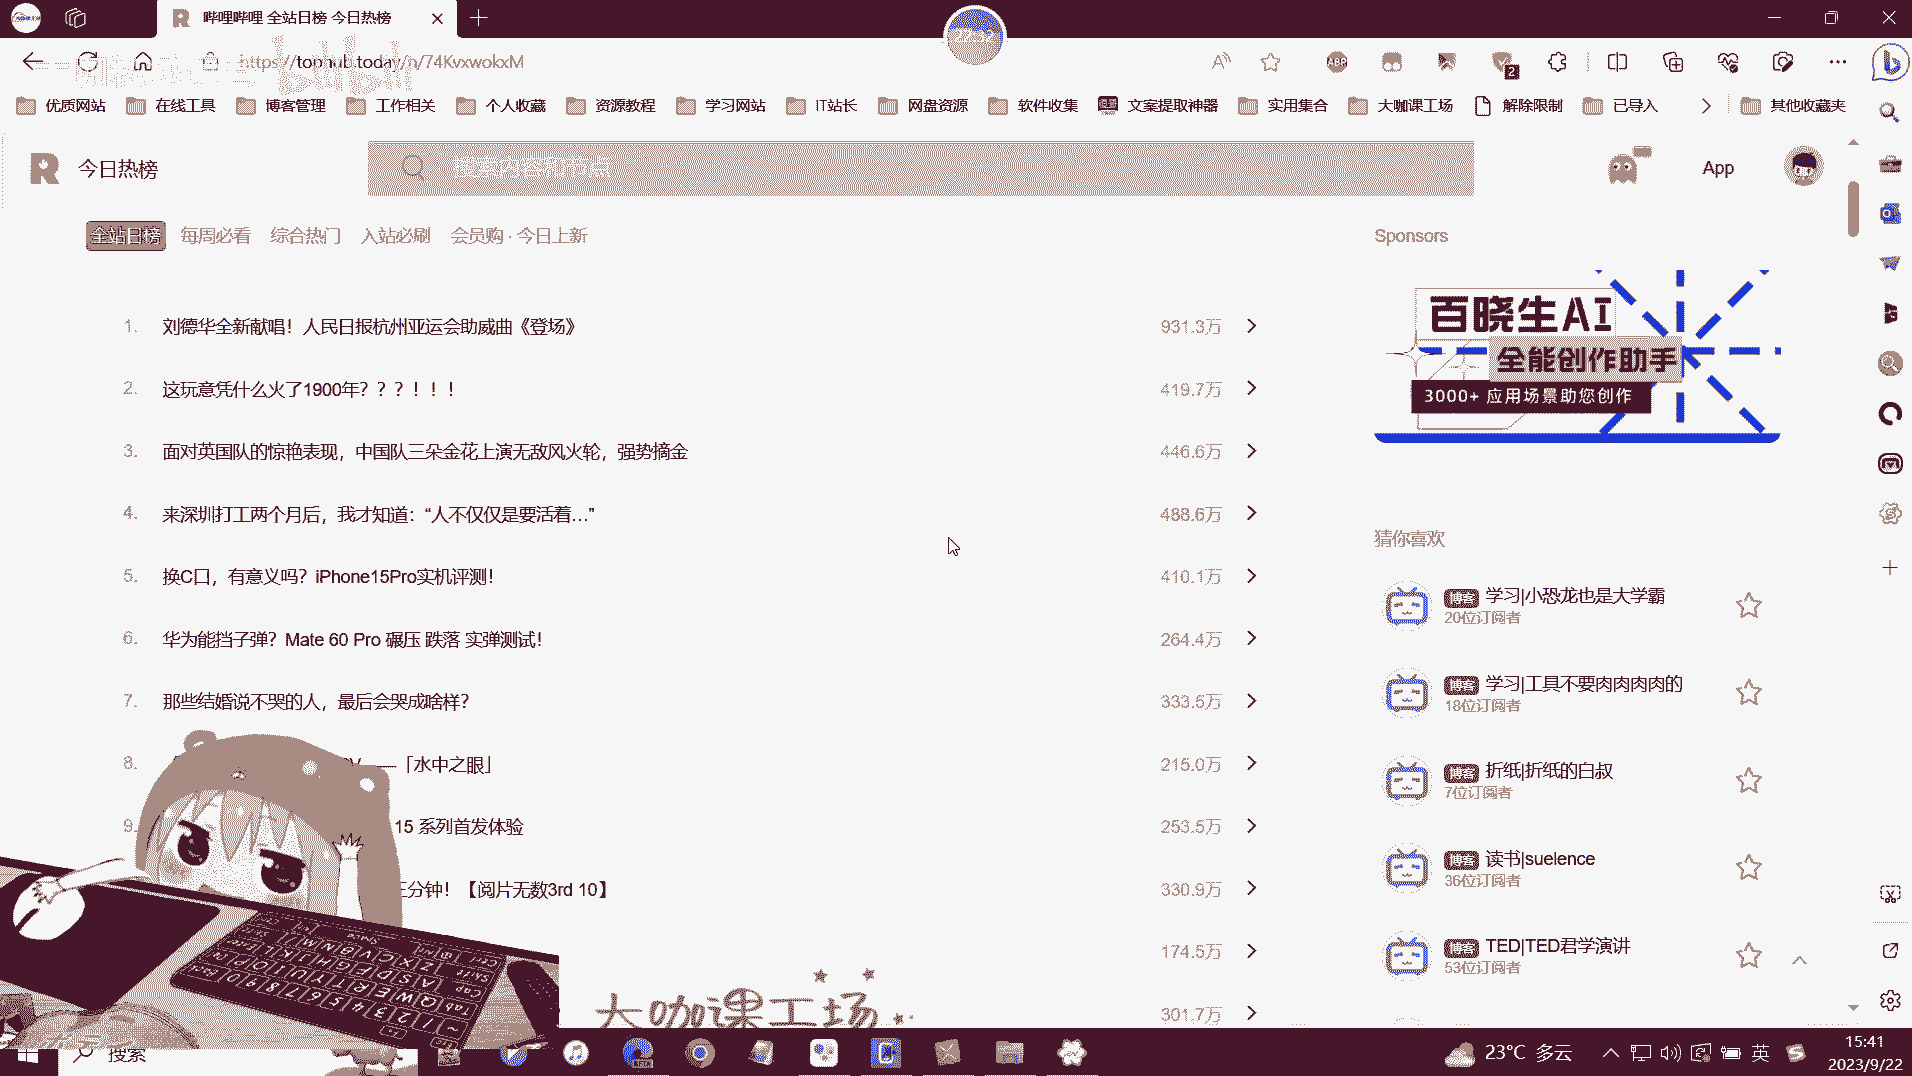 哔哩哔哩 全站日榜 今日热榜
https://tophub.today/n/74KvxwokxM
ABP
2
优质网站 在线工具 博客管理 工作相关 个人收藏 资源教程 学习网站 IT站长 网盘资源 软件收集 文案提取神器 实用集合 大咖课工场 解除限制 已导入 其他收藏夹
今日热榜
搜索内容和节点
App
全站日榜 每周必看 综合热门 入站必刷 会员购 · 今日上新
Sponsors
1. 刘德华全新献唱！人民日报杭州亚运会助威曲《登场》 931.3万
2. 这玩意凭什么火了1900年？？？！！！ 419.7万
3. 面对英国队的惊艳表现，中国队三朵金花上演无敌风火轮，强势摘金 446.6万
4. 来深圳打工两个月后，我才知道：“人不仅仅是要活着...” 488.6万
5. 换C口，有意义吗？iPhone15Pro实机评测！ 410.1万
6. 华为能挡子弹？Mate 60 Pro 碾压 跌落 实弹测试！ 264.4万
7. 那些结婚说不哭的人，最后会哭成啥样？ 333.5万
8. ——「水中之眼」 215.0万
9. 15 系列首发体验 253.5万
三分钟！【阅片无数3rd 10】 330.9万
174.5万
301.7万
百晓生AI
全能创作助手
3000+ 应用场景助您创作
猜你喜欢
博客 学习|小恐龙也是大学霸
20位订阅者
博客 学习|工具不要肉肉肉肉的
18位订阅者
博客 折纸|折纸的白叔
7位订阅者
博客 读书|suelence
36位订阅者
博客 TED|TED君学演讲
53位订阅者
大咖课工场
搜索
23°C 多云
英
15:41
2023/9/22